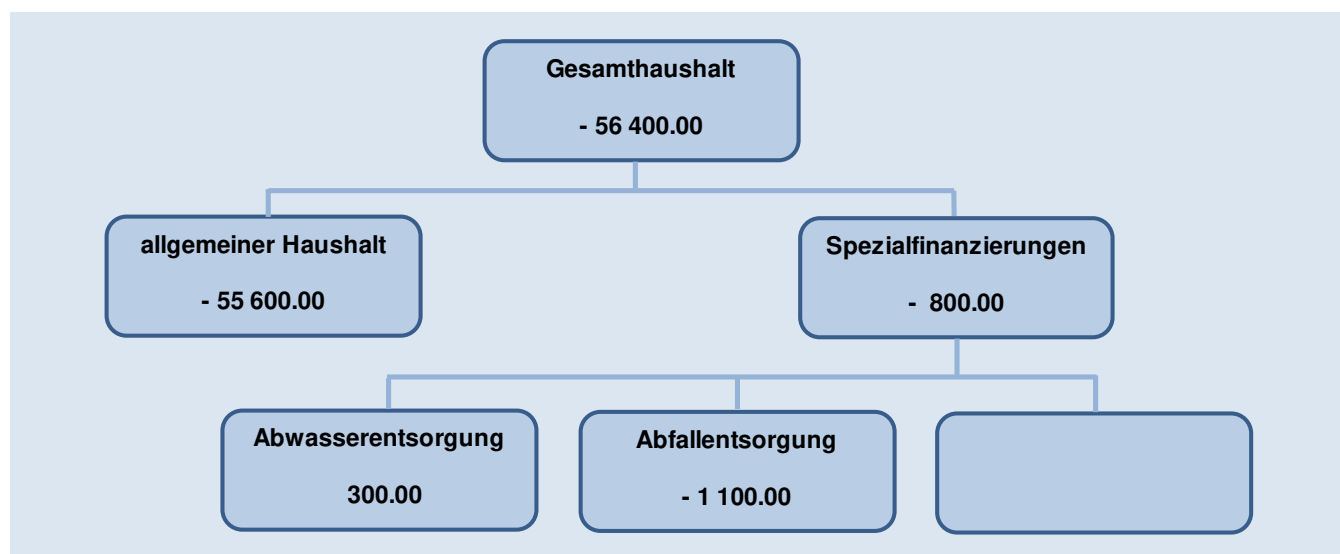 Gesamthaushalt
- 56 400.00
allgemeiner Haushalt
- 55 600.00
Spezialfinanzierungen
- 800.00
Abwasserentsorgung
300.00
Abfallentsorgung
- 1 100.00